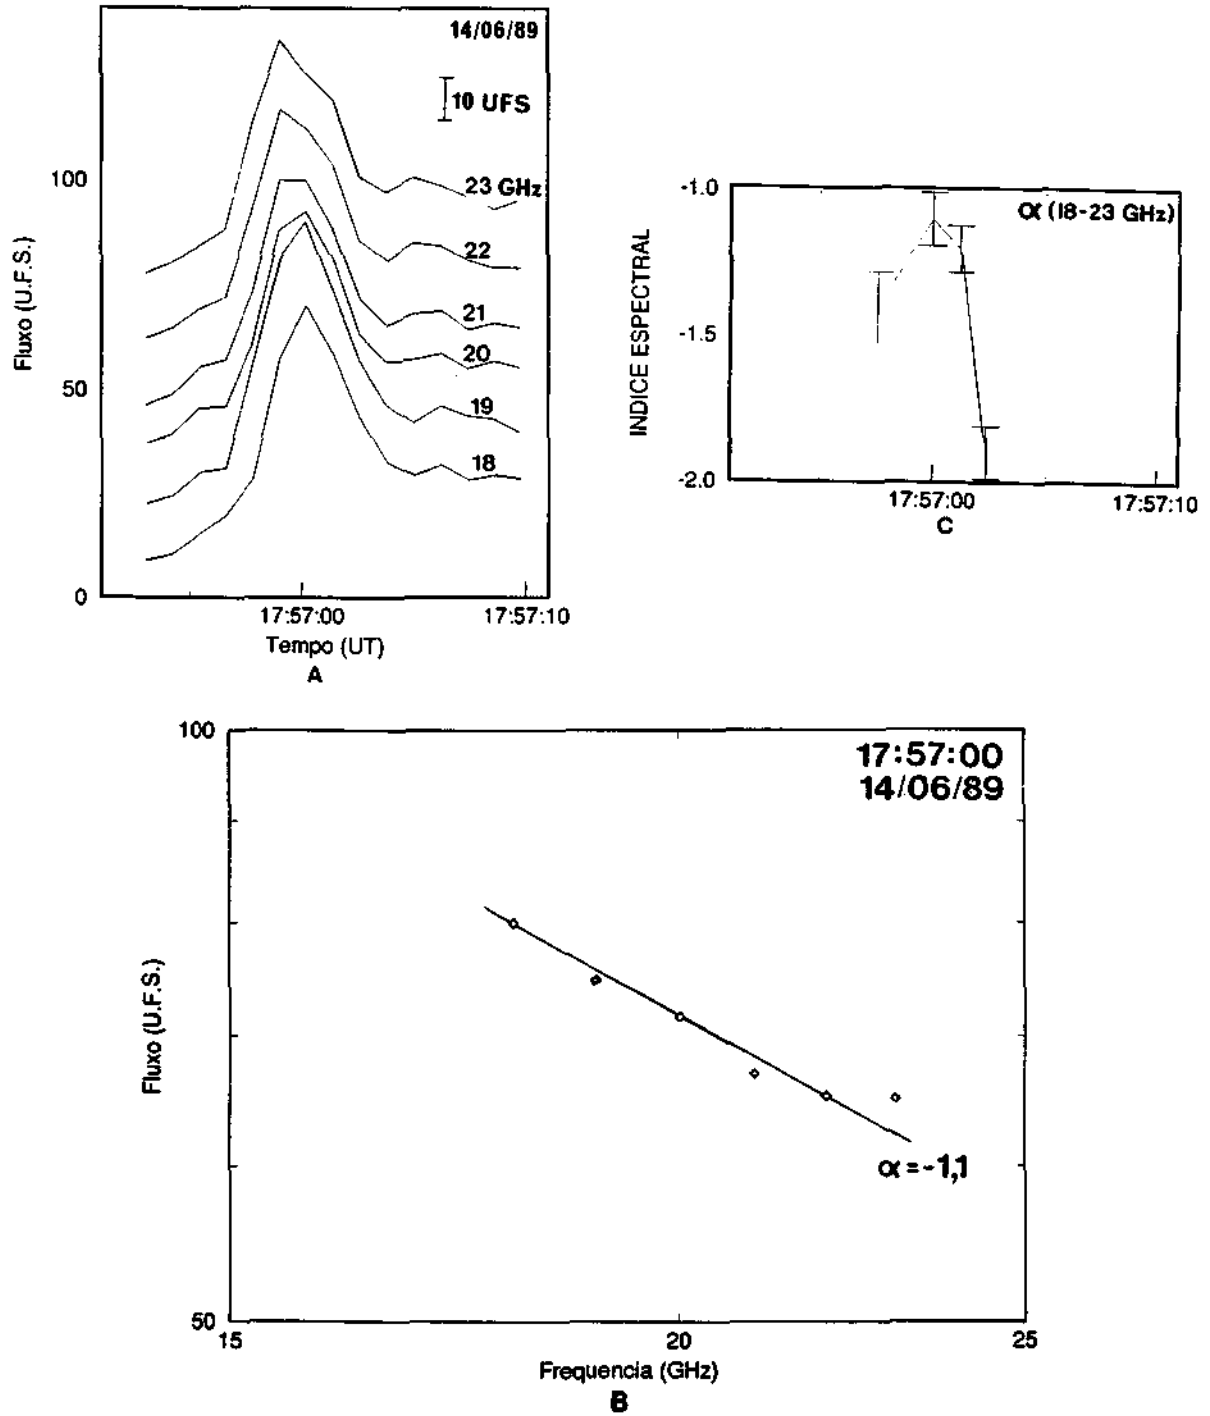 14/06/89
10 UFS
100
50
0
Fluxo (U.F.S.)
23 GHz
22
21
20
19
18
17:57:00
17:57:10
Tempo (UT)
A
-1.0
-1.5
-2.0
INDICE ESPECTRAL
α (18-23 GHz)
17:57:00
17:57:10
C
100
50
Fluxo (U.F.S.)
17:57:00
14/06/89
α = -1,1
15
20
25
Frequencia (GHz)
B